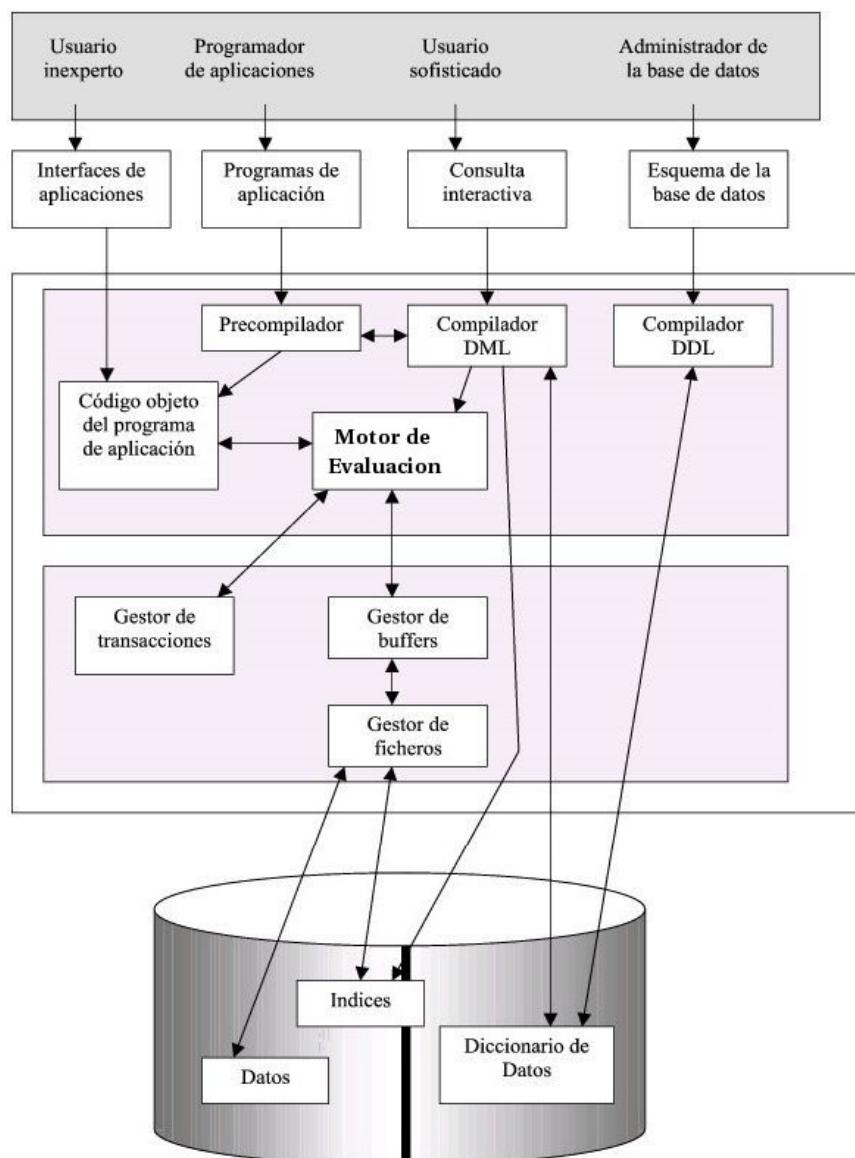 Usuario
inexperto
Programador
de aplicaciones
Usuario
sofisticado
Administrador de
la base de datos
Interfaces de
aplicaciones
Programas de
aplicación
Consulta
interactiva
Esquema de la
base de datos
Precompilador
Compilador
DML
Compilador
DDL
Código objeto
del programa
de aplicación
Motor de
Evaluacion
Gestor de
transacciones
Gestor de
buffers
Gestor de
ficheros
Indices
Datos
Diccionario de
Datos